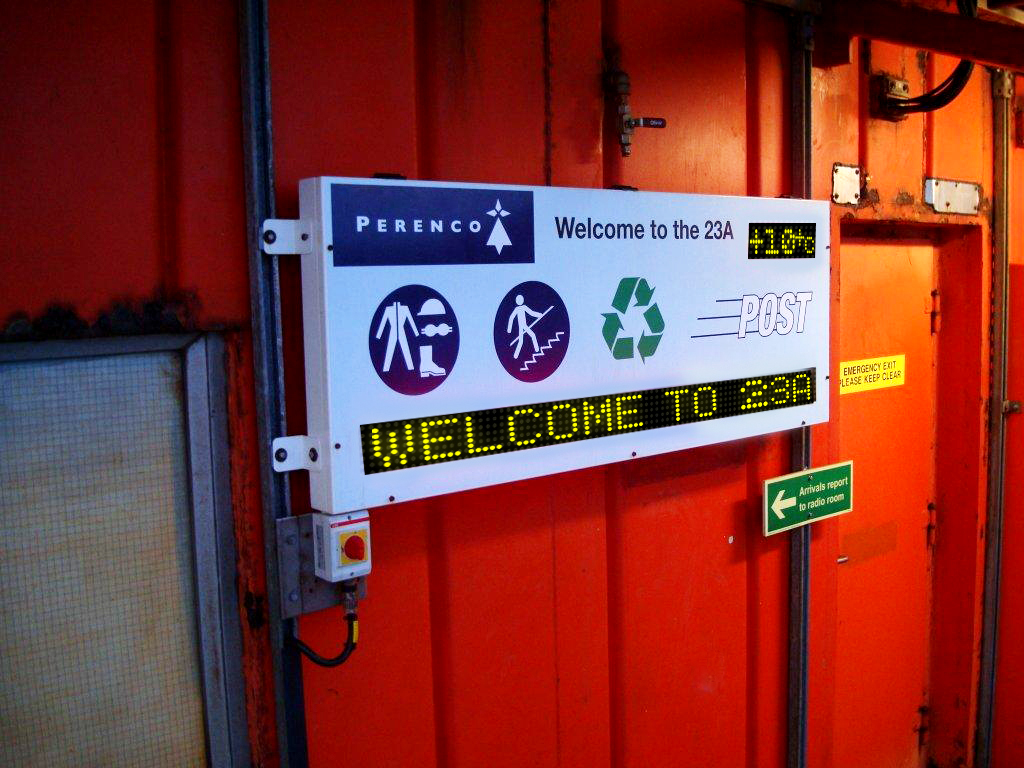 PERENCO
Welcome to the 23A
POST
WELCOME TO 23A
EMERGENCY EXIT
PLEASE KEEP CLEAR
Arrivals report
to radio room